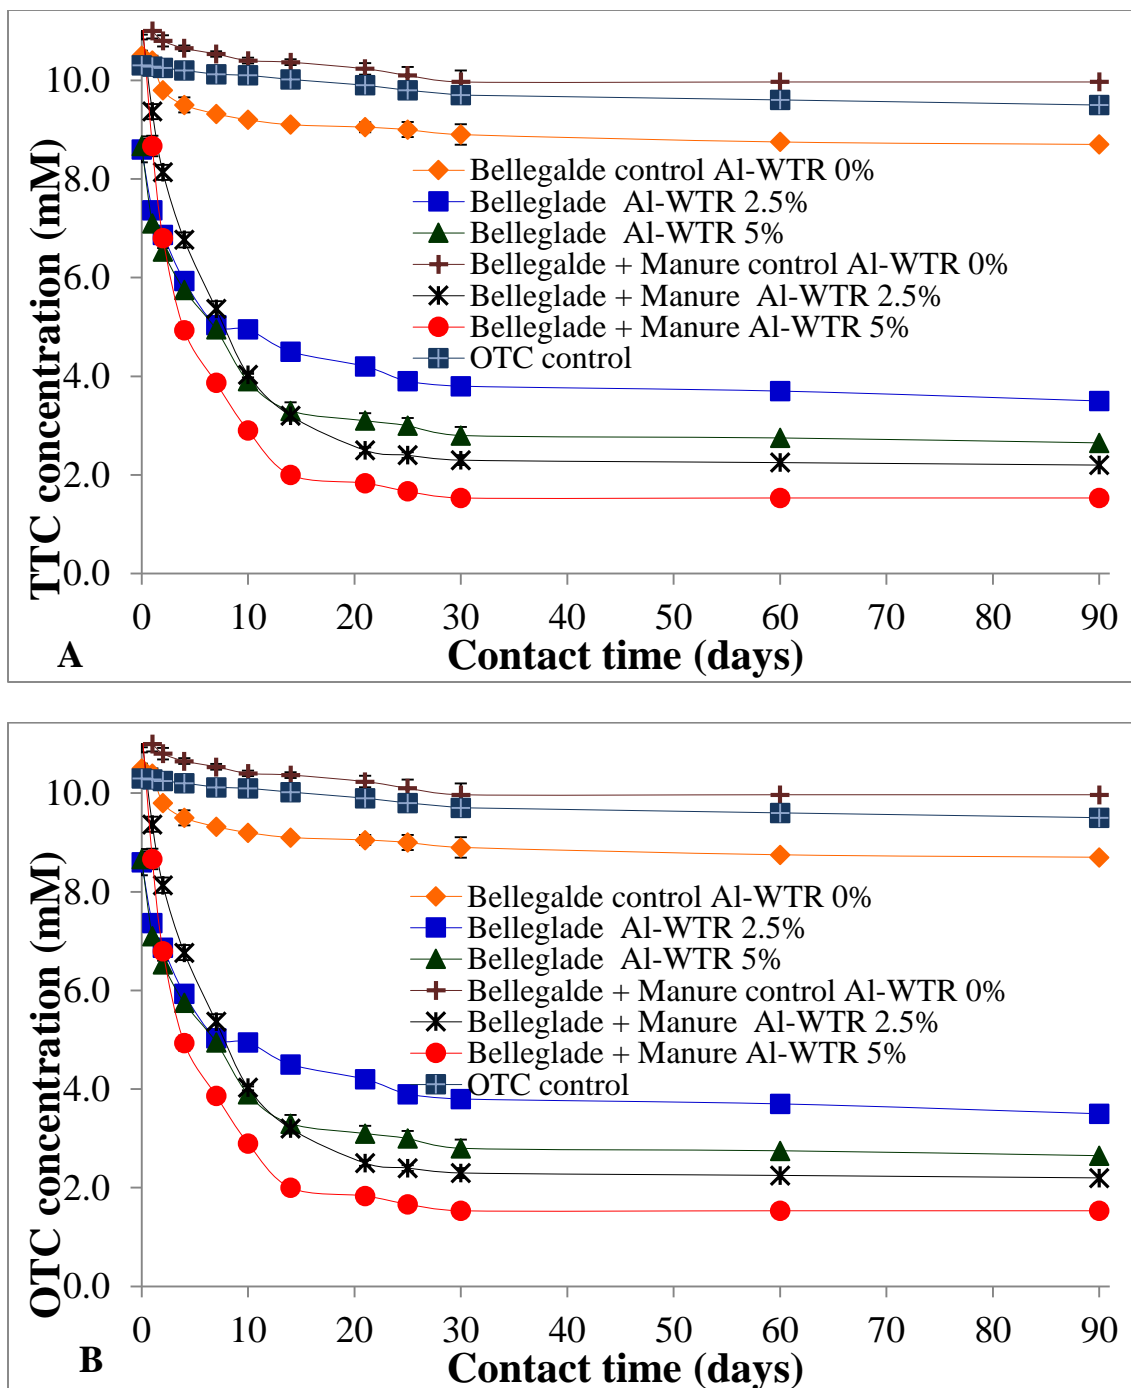 TTC concentration (mM)
10.0
8.0
6.0
4.0
2.0
0.0
Bellegalde control Al-WTR 0%
Belleglade  Al-WTR 2.5%
Belleglade  Al-WTR 5%
Bellegalde + Manure control Al-WTR 0%
Belleglade + Manure  Al-WTR 2.5%
Belleglade + Manure Al-WTR 5%
OTC control
0 10 20 30 40 50 60 70 80 90
Contact time (days)
A
OTC concentration (mM)
10.0
8.0
6.0
4.0
2.0
0.0
Bellegalde control Al-WTR 0%
Belleglade  Al-WTR 2.5%
Belleglade  Al-WTR 5%
Bellegalde + Manure control Al-WTR 0%
Belleglade + Manure  Al-WTR 2.5%
Belleglade + Manure Al-WTR 5%
OTC control
0 10 20 30 40 50 60 70 80 90
Contact time (days)
B